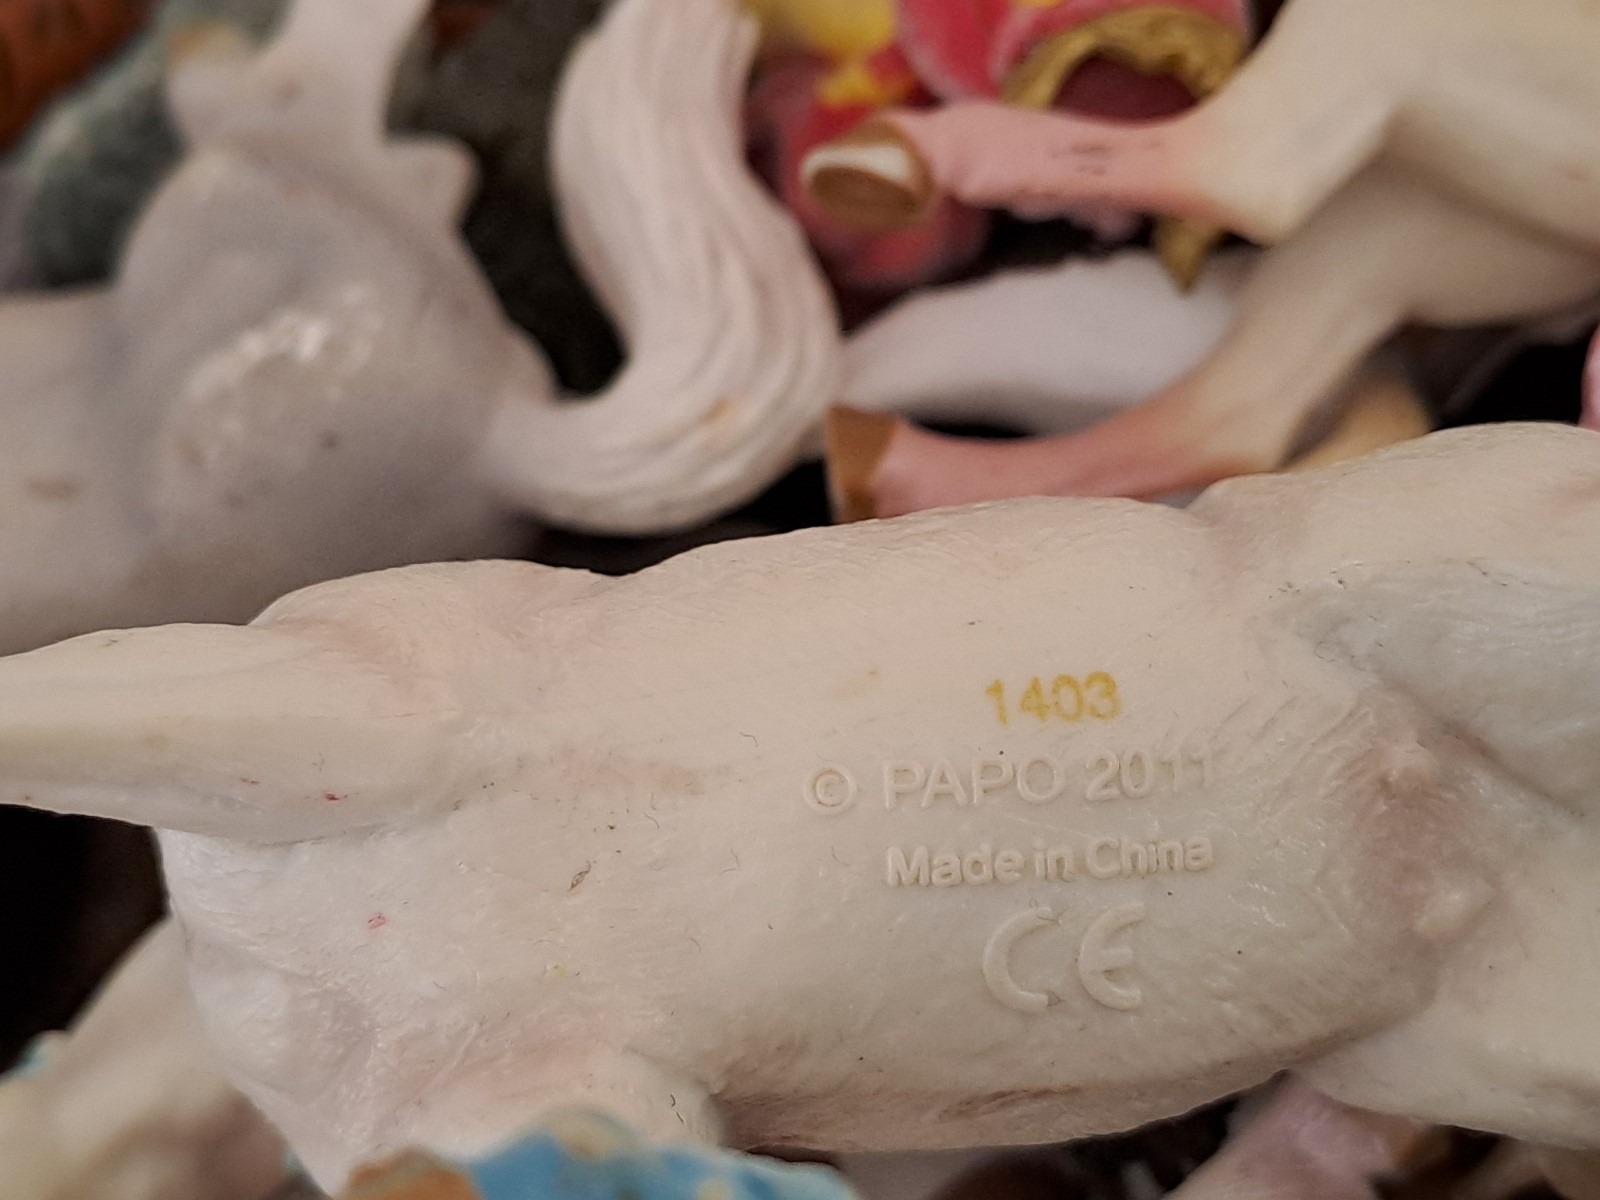 1403
© PAPO 2011
Made in China
CE